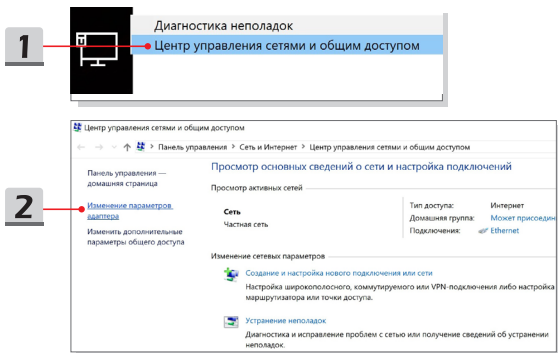 1
Диагностика неполадок
Центр управления сетями и общим доступом
Центр управления сетями и общим доступом
Панель управления > Сеть и Интернет > Центр управления сетями и общим доступом
2
Панель управления —
домашняя страница
Изменение параметров
адаптера
Изменить дополнительные
параметры общего доступа
Просмотр основных сведений о сети и настройка подключений
Просмотр активных сетей
Сеть
Частная сеть
Тип доступа: Интернет
Домашняя группа: Может присоедин
Подключения: Ethernet
Изменение сетевых параметров
Создание и настройка нового подключения или сети
Настройка широкополосного, коммутируемого или VPN-подключения либо настройка
маршрутизатора или точки доступа.
Устранение неполадок
Диагностика и исправление проблем с сетью или получение сведений об устранении
неполадок.